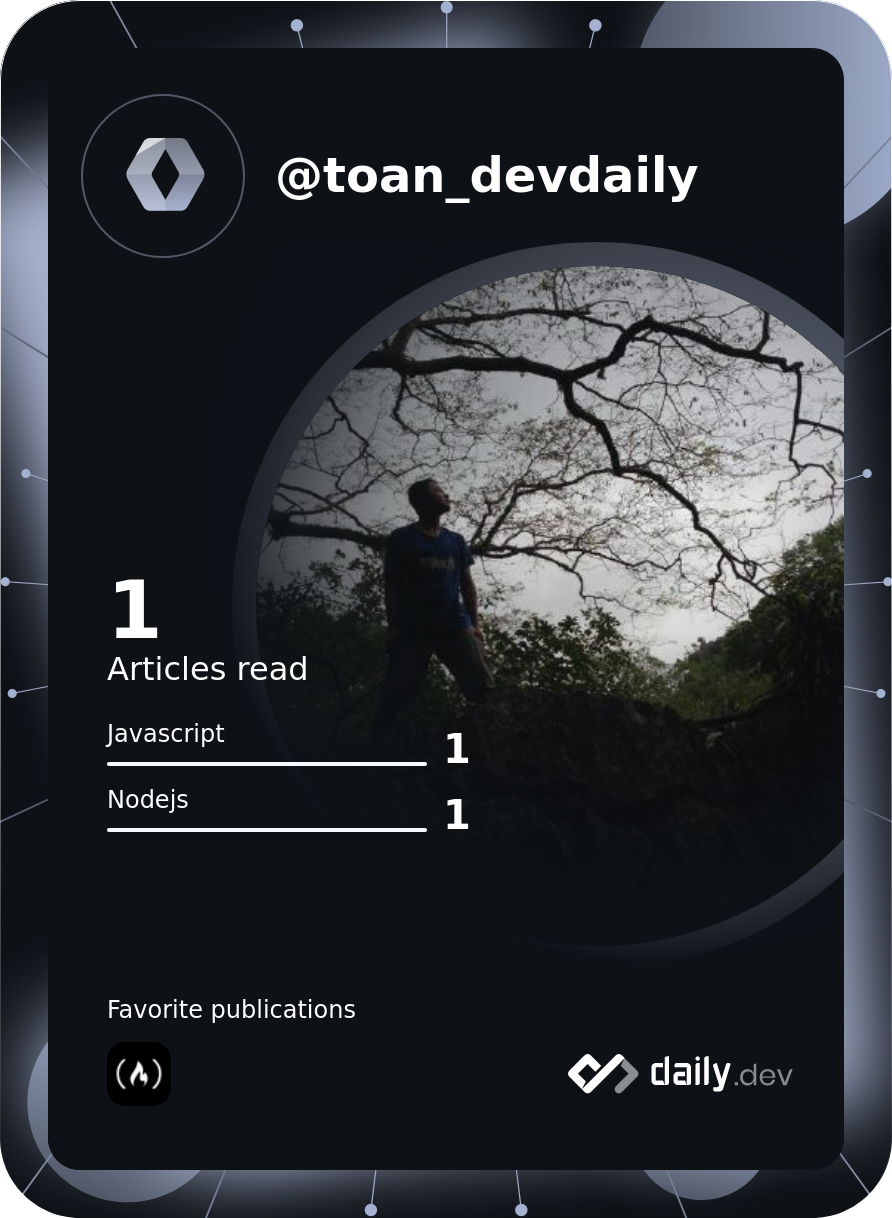 @toan_devdaily
1
Articles read
Javascript
1
Nodejs
1
Favorite publications
daily.dev